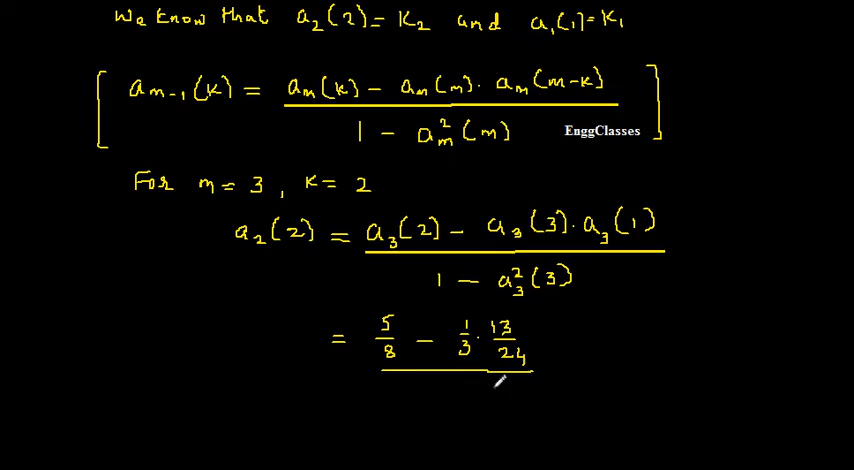 We know that a₂(2) = K₂ and a₁(1) = K₁
[ aₘ₋₁(K) = (aₘ(K) − aₘ(m) · aₘ(m−K)) / (1 − aₘ²(m)) ]
EnggClasses
For m = 3, K = 2
a₂(2) = (a₃(2) − a₃(3) · a₃(1)) / (1 − a₃²(3))
= 5/8 − 1/3 · 13/24